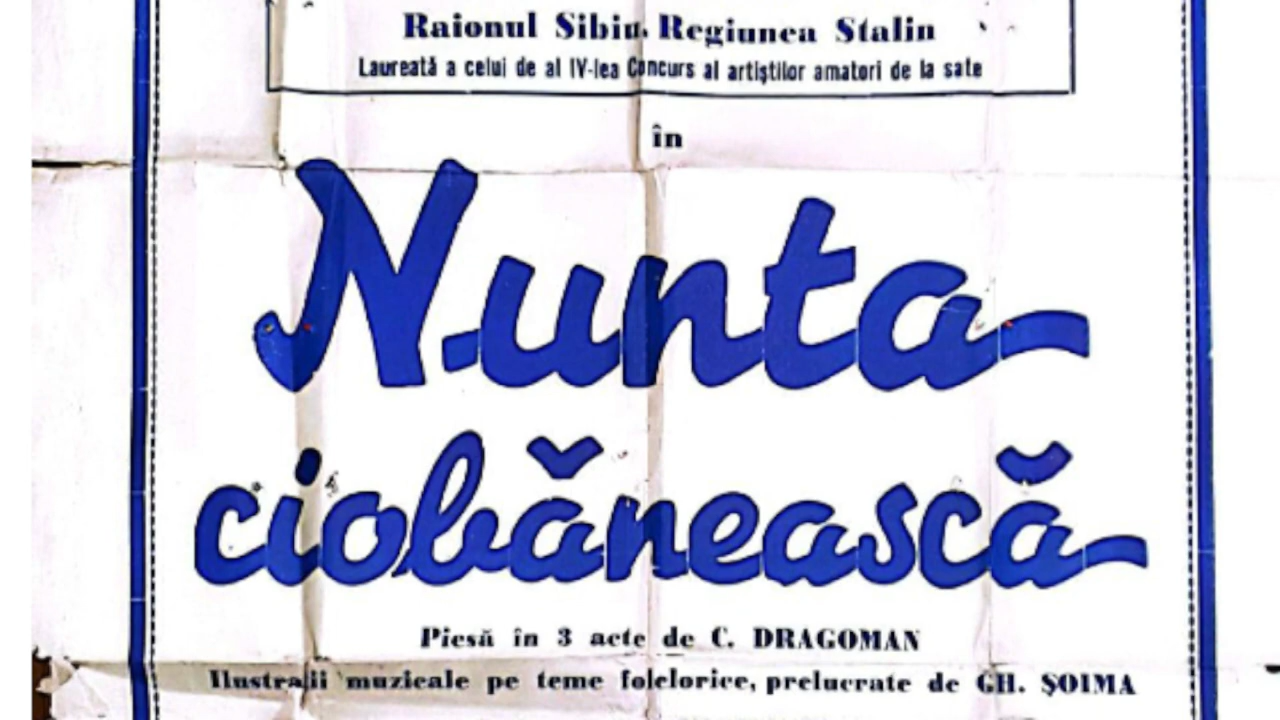 Raionul Sibiu, Regiunea Stalin
Laureată a celui de al IV-lea Concurs al artiștilor amatori de la sate
în
Nunta
ciobănească
Piesă în 3 acte de C. DRAGOMAN
Ilustrații muzicale pe teme folclorice, prelucrate de GH. ȘOIMA